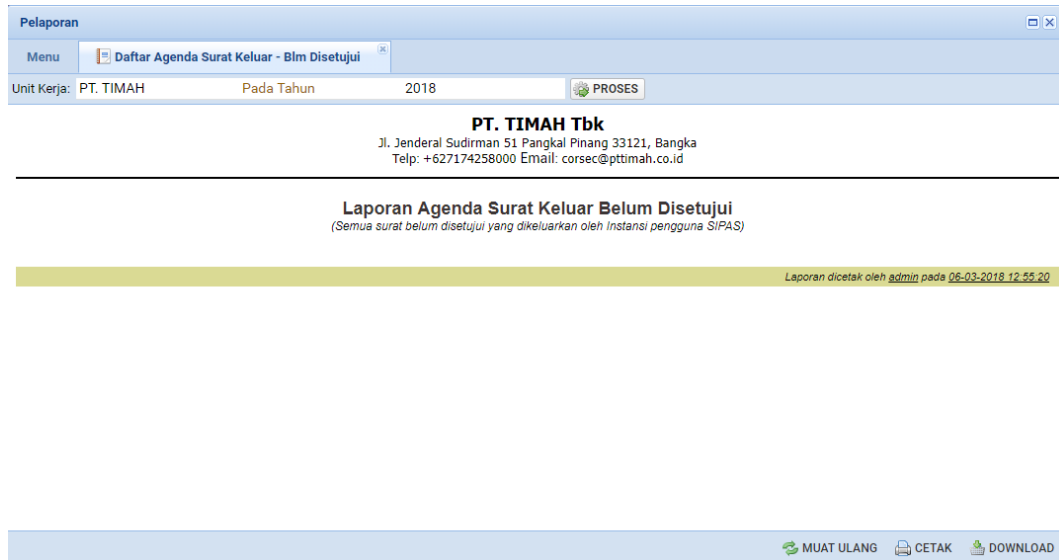 Pelaporan
Menu Daftar Agenda Surat Keluar - Blm Disetujui
Unit Kerja: PT. TIMAH Pada Tahun 2018 PROSES
PT. TIMAH Tbk
Jl. Jenderal Sudirman 51 Pangkal Pinang 33121, Bangka
Telp: +627174258000 Email: corsec@pttimah.co.id
Laporan Agenda Surat Keluar Belum Disetujui
(Semua surat belum disetujui yang dikeluarkan oleh Instansi pengguna SIPAS)
Laporan dicetak oleh admin pada 06-03-2018 12:55:20
MUAT ULANG CETAK DOWNLOAD